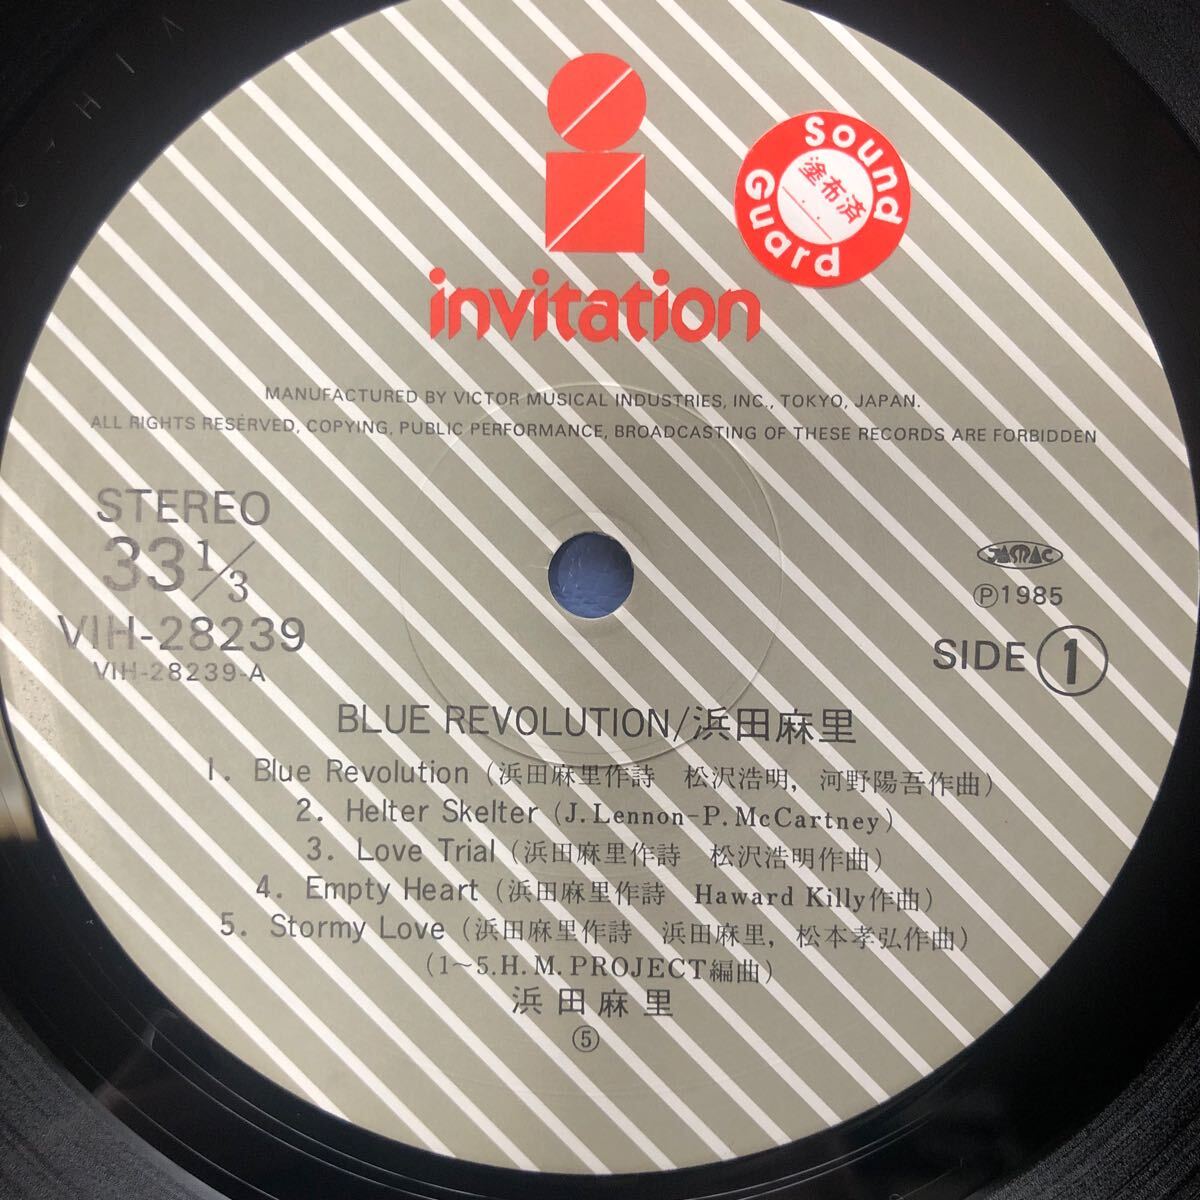 invitation
Sound
Guard
塗布済
MANUFACTURED BY VICTOR MUSICAL INDUSTRIES, INC., TOKYO, JAPAN.
ALL RIGHTS RESERVED, COPYING, PUBLIC PERFORMANCE, BROADCASTING OF THESE RECORDS ARE FORBIDDEN
STEREO
33 1/3
VIH-28239
VIH-28239-A
JASRAC
Ⓟ1985
SIDE ①
BLUE REVOLUTION/浜田麻里
1. Blue Revolution (浜田麻里作詩 松沢浩明, 河野陽吾作曲)
2. Helter Skelter (J. Lennon-P. McCartney)
3. Love Trial (浜田麻里作詩 松沢浩明作曲)
4. Empty Heart (浜田麻里作詩 Haward Killy作曲)
5. Stormy Love (浜田麻里作詩 浜田麻里, 松本孝弘作曲)
(1~5. H. M. PROJECT編曲)
浜田麻里
⑤